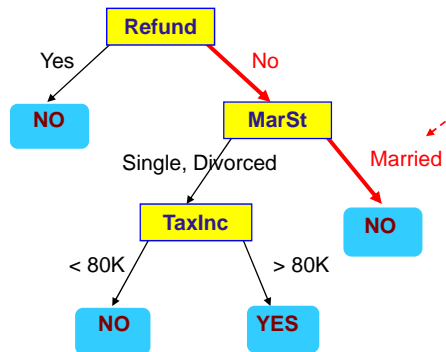 Refund
Yes
No
NO
MarSt
Single, Divorced
Married
TaxInc
NO
< 80K
> 80K
NO
YES